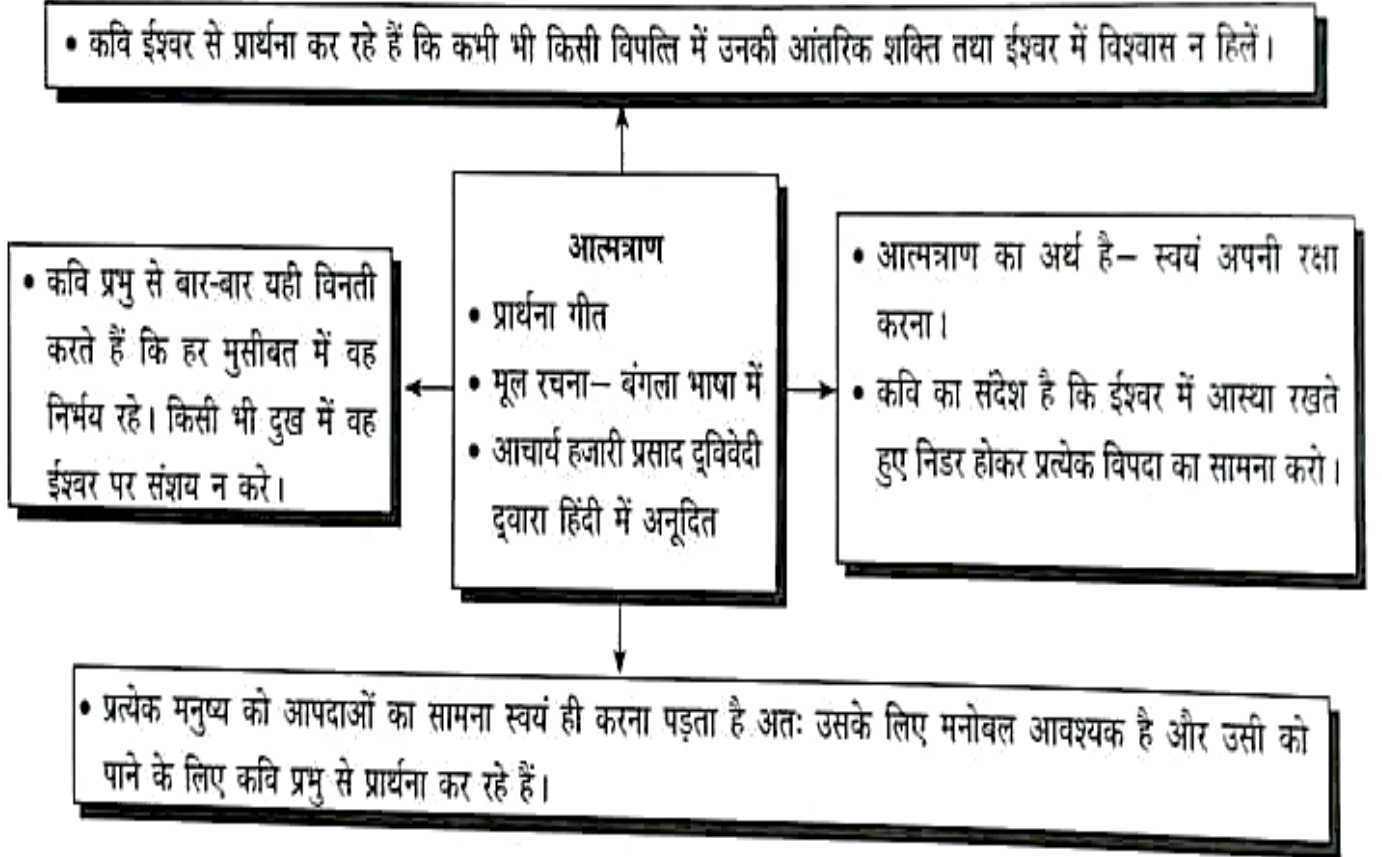 • कवि ईश्वर से प्रार्थना कर रहे हैं कि कभी भी किसी विपत्ति में उनकी आंतरिक शक्ति तथा ईश्वर में विश्वास न हिलें।
आत्मत्राण
• प्रार्थना गीत
• मूल रचना– बंगला भाषा में
• आचार्य हजारी प्रसाद द्‌विवेदी
द्‌वारा हिंदी में अनूदित
• कवि प्रभु से बार-बार यही विनती
करते हैं कि हर मुसीबत में वह
निर्भय रहे। किसी भी दुख में वह
ईश्वर पर संशय न करे।
• आत्मत्राण का अर्थ है– स्वयं अपनी रक्षा
करना।
• कवि का संदेश है कि ईश्वर में आस्था रखते
हुए निडर होकर प्रत्येक विपदा का सामना करो।
• प्रत्येक मनुष्य को आपदाओं का सामना स्वयं ही करना पड़ता है अतः उसके लिए मनोबल आवश्यक है और उसी को
पाने के लिए कवि प्रभु से प्रार्थना कर रहे हैं।